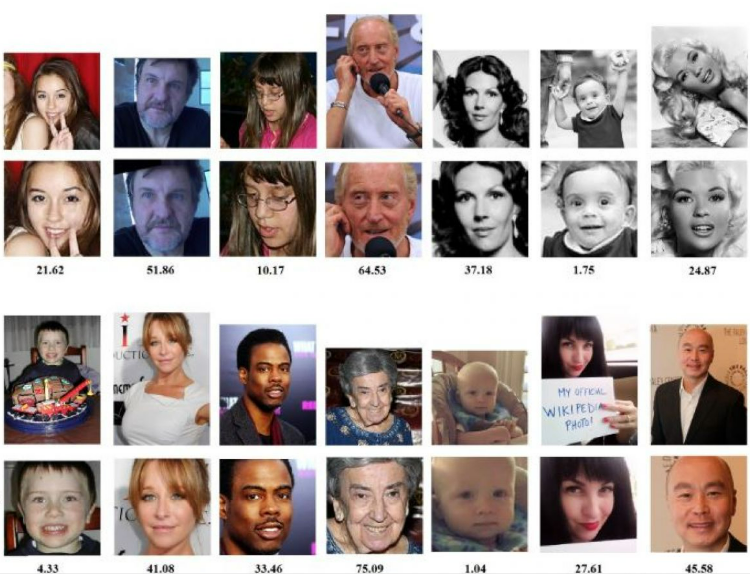 21.62 51.86 10.17 64.53 37.18 1.75 24.87
MY OFFICIAL
WIKIPEDIA
PHOTO!
4.33 41.08 33.46 75.09 1.04 27.61 45.58